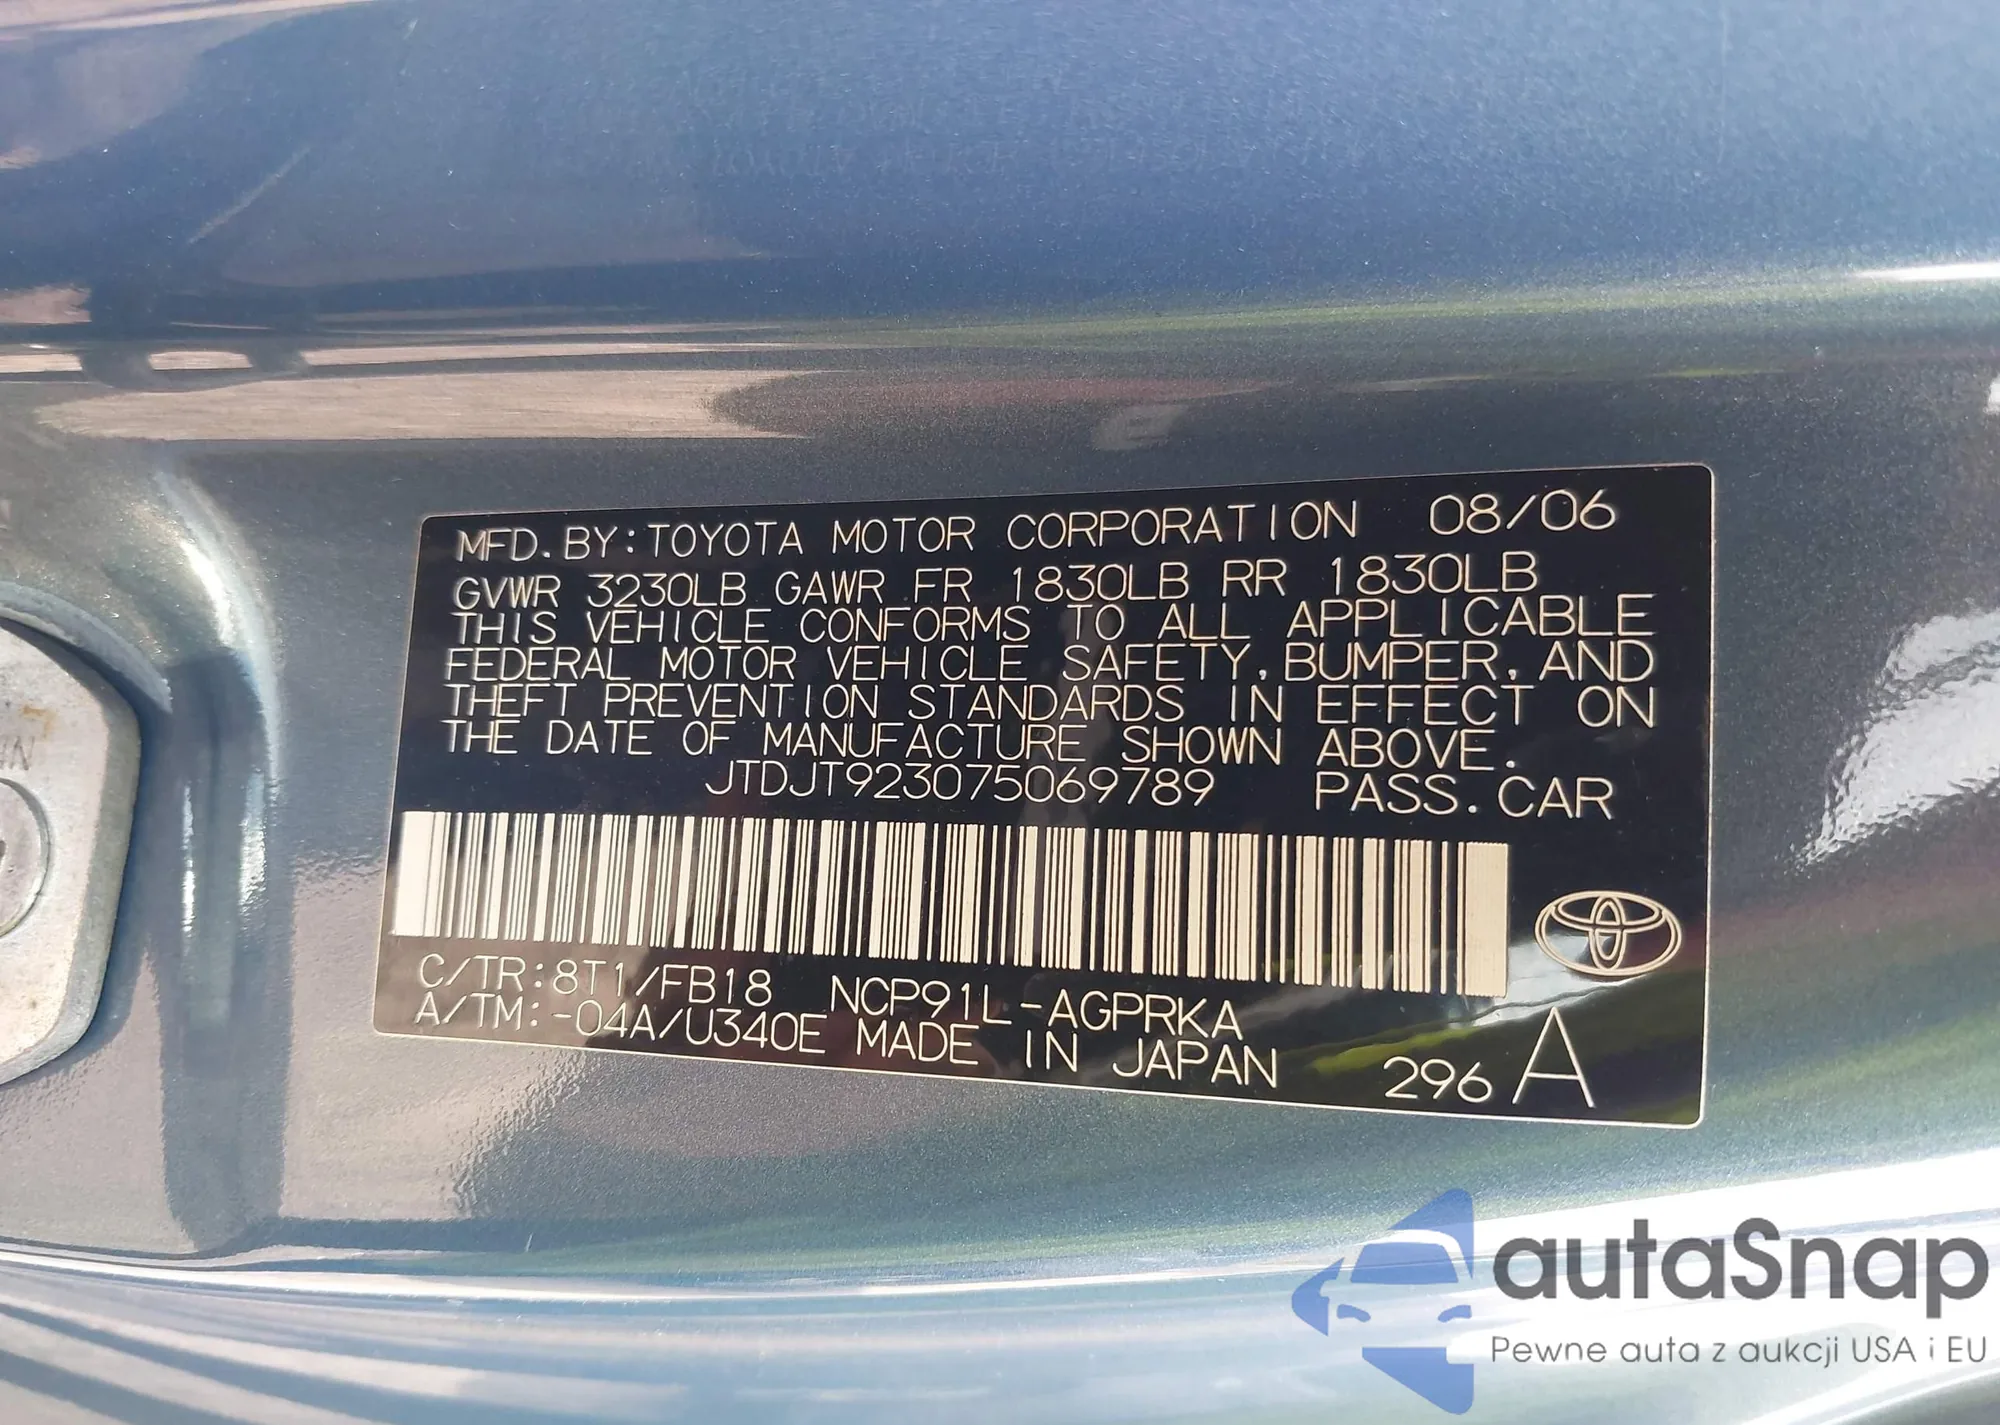 MFD. BY: TOYOTA MOTOR CORPORATION 08/06
GVWR 3230LB GAWR FR 1830LB RR 1830LB
THIS VEHICLE CONFORMS TO ALL APPLICABLE
FEDERAL MOTOR VEHICLE SAFETY, BUMPER, AND
THEFT PREVENTION STANDARDS IN EFFECT ON
THE DATE OF MANUFACTURE SHOWN ABOVE.
JTDJT923075069789 PASS. CAR
C/TR: 8T1/FB18 NCP91L-AGPRKA
A/TM: -04A/U340E MADE IN JAPAN 296 A
autaSnap
Pewne auta z aukcji USA i EU